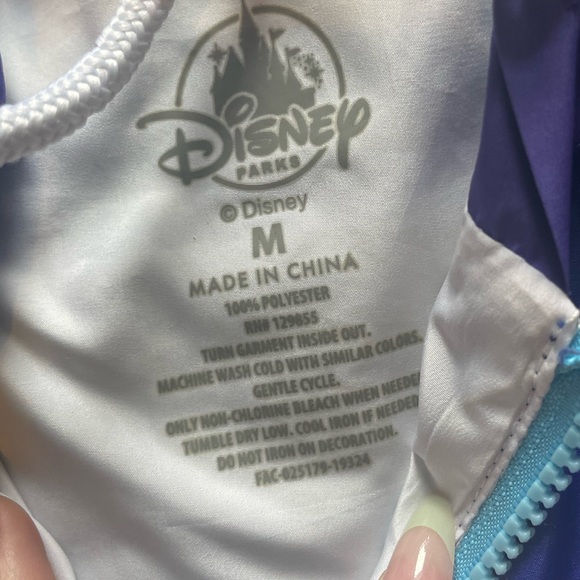 Disney
PARKS
© Disney
M
MADE IN CHINA
100% POLYESTER
RN# 129655
TURN GARMENT INSIDE OUT.
MACHINE WASH COLD WITH SIMILAR COLORS.
GENTLE CYCLE.
ONLY NON-CHLORINE BLEACH WHEN NEEDE
TUMBLE DRY LOW. COOL IRON IF NEEDED
DO NOT IRON ON DECORATION.
FAC-025179-19324